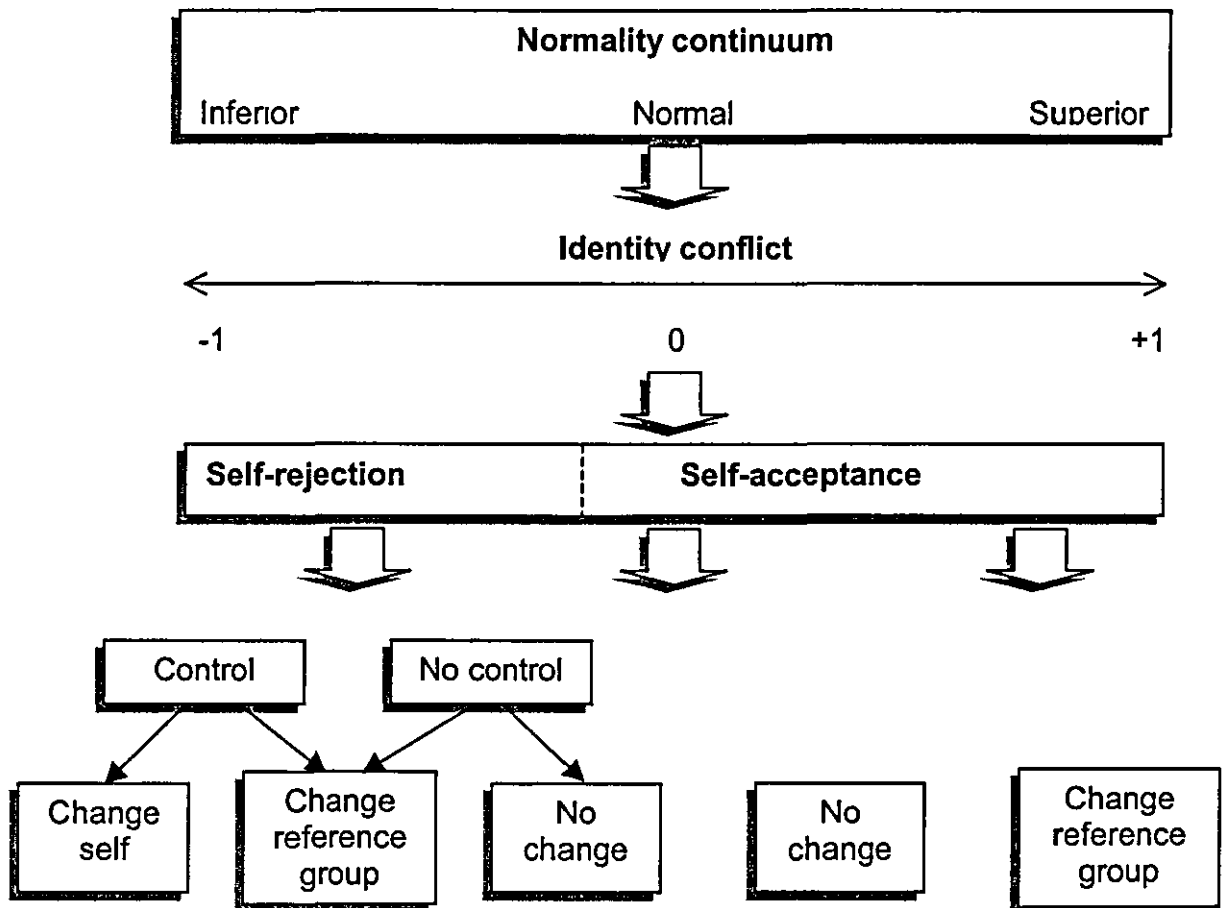 Normality continuum
Inferior Normal Superior
Identity conflict
-1 0 +1
Self-rejection Self-acceptance
Control No control
Change
self
Change
reference
group
No
change
No
change
Change
reference
group